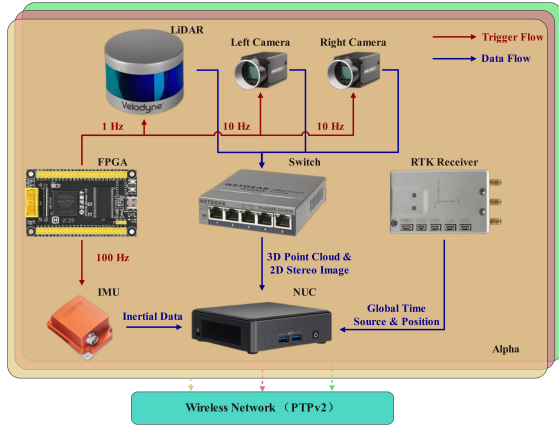 LiDAR
Left Camera
Right Camera
Trigger Flow
Data Flow
Velodyne
1 Hz
10 Hz
10 Hz
FPGA
Switch
RTK Receiver
NETGEAR
100 Hz
3D Point Cloud &
2D Stereo Image
IMU
NUC
Inertial Data
Global Time
Source & Position
Alpha
Wireless Network （PTPv2）